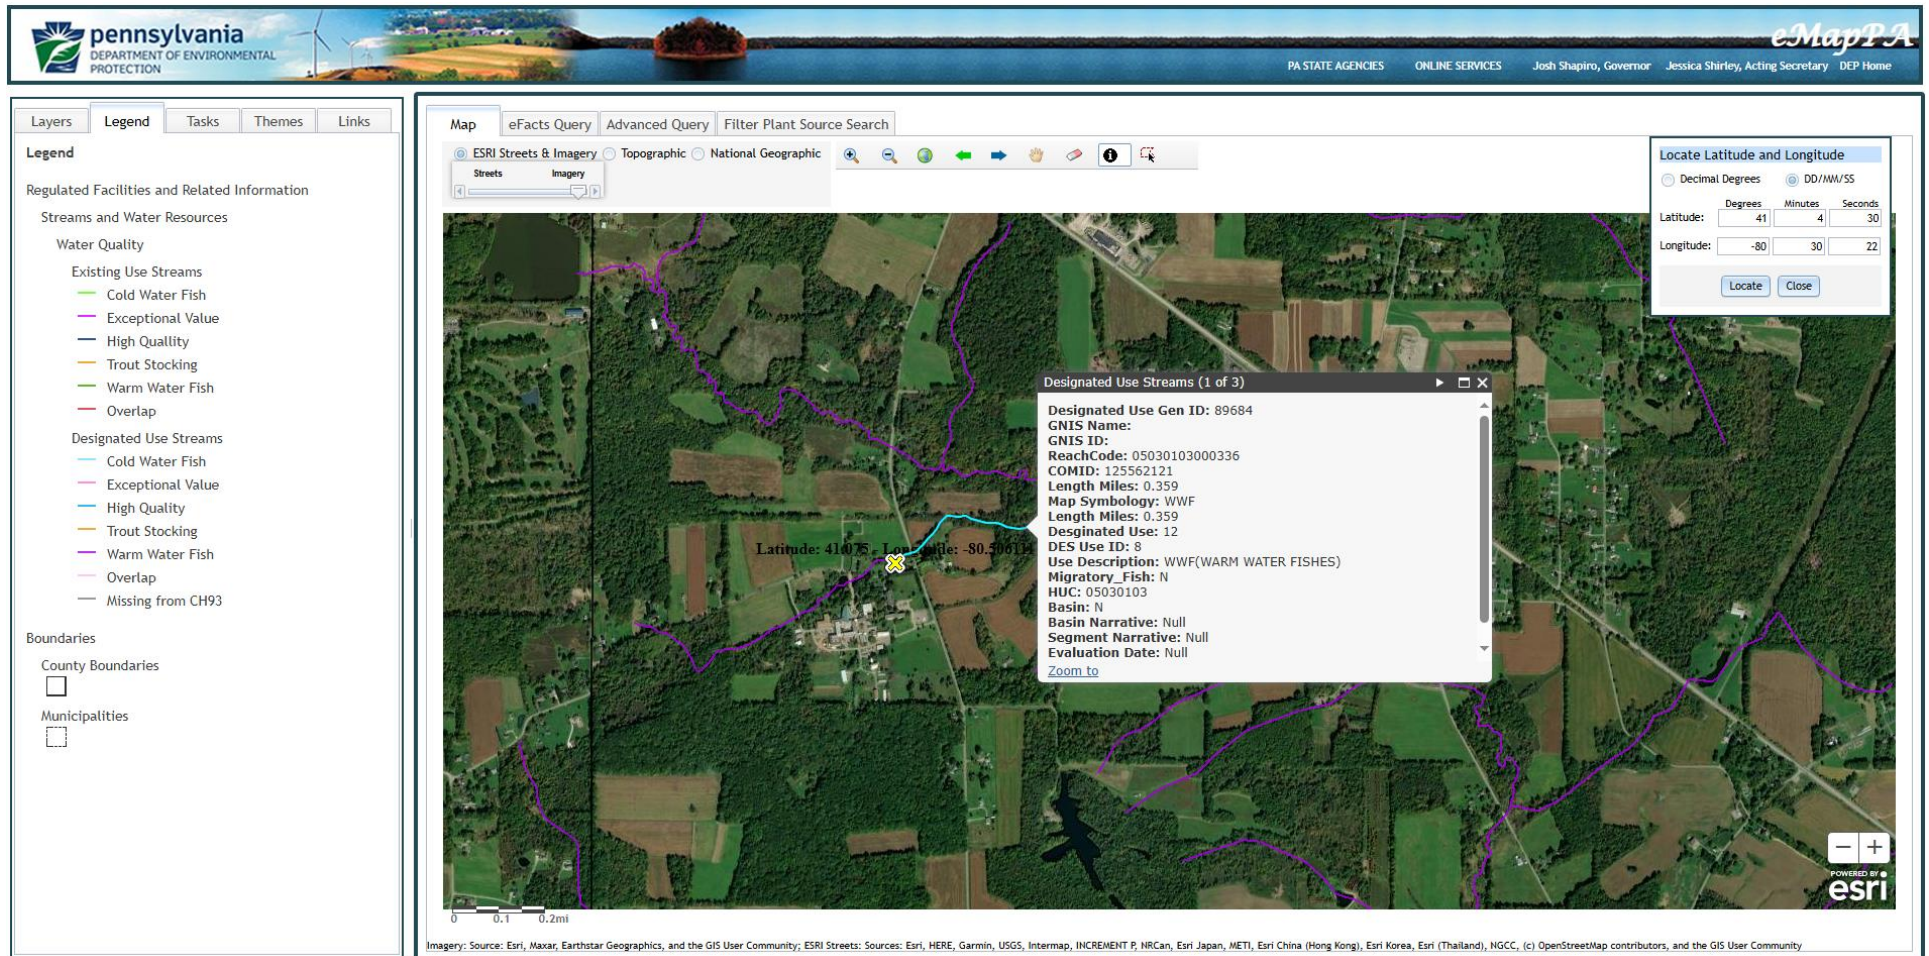 pennsylvania
DEPARTMENT OF ENVIRONMENTAL
PROTECTION
eMapPA
PA STATE AGENCIES ONLINE SERVICES Josh Shapiro, Governor Jessica Shirley, Acting Secretary DEP Home
Layers Legend Tasks Themes Links
Legend
Regulated Facilities and Related Information
Streams and Water Resources
Water Quality
Existing Use Streams
Cold Water Fish
Exceptional Value
High Quallity
Trout Stocking
Warm Water Fish
Overlap
Designated Use Streams
Cold Water Fish
Exceptional Value
High Quality
Trout Stocking
Warm Water Fish
Overlap
Missing from CH93
Boundaries
County Boundaries
Municipalities
Map eFacts Query Advanced Query Filter Plant Source Search
ESRI Streets & Imagery Topographic National Geographic
Streets Imagery
Locate Latitude and Longitude
Decimal Degrees DD/MM/SS
Degrees Minutes Seconds
Latitude: 41 4 30
Longitude: -80 30 22
Locate Close
Latitude: 41.075 -
Designated Use Streams (1 of 3)
Designated Use Gen ID: 89684
GNIS Name:
GNIS ID:
ReachCode: 05030103000336
COMID: 125562121
Length Miles: 0.359
Map Symbology: WWF
Length Miles: 0.359
Desginated Use: 12
DES Use ID: 8
Use Description: WWF(WARM WATER FISHES)
Migratory_Fish: N
HUC: 05030103
Basin: N
Basin Narrative: Null
Segment Narrative: Null
Evaluation Date: Null
Zoom to
0 0.1 0.2mi
POWERED BY
esri
Imagery: Source: Esri, Maxar, Earthstar Geographics, and the GIS User Community; ESRI Streets: Sources: Esri, HERE, Garmin, USGS, Intermap, INCREMENT P, NRCan, Esri Japan, METI, Esri China (Hong Kong), Esri Korea, Esri (Thailand), NGCC, (c) OpenStreetMap contributors, and the GIS User Community